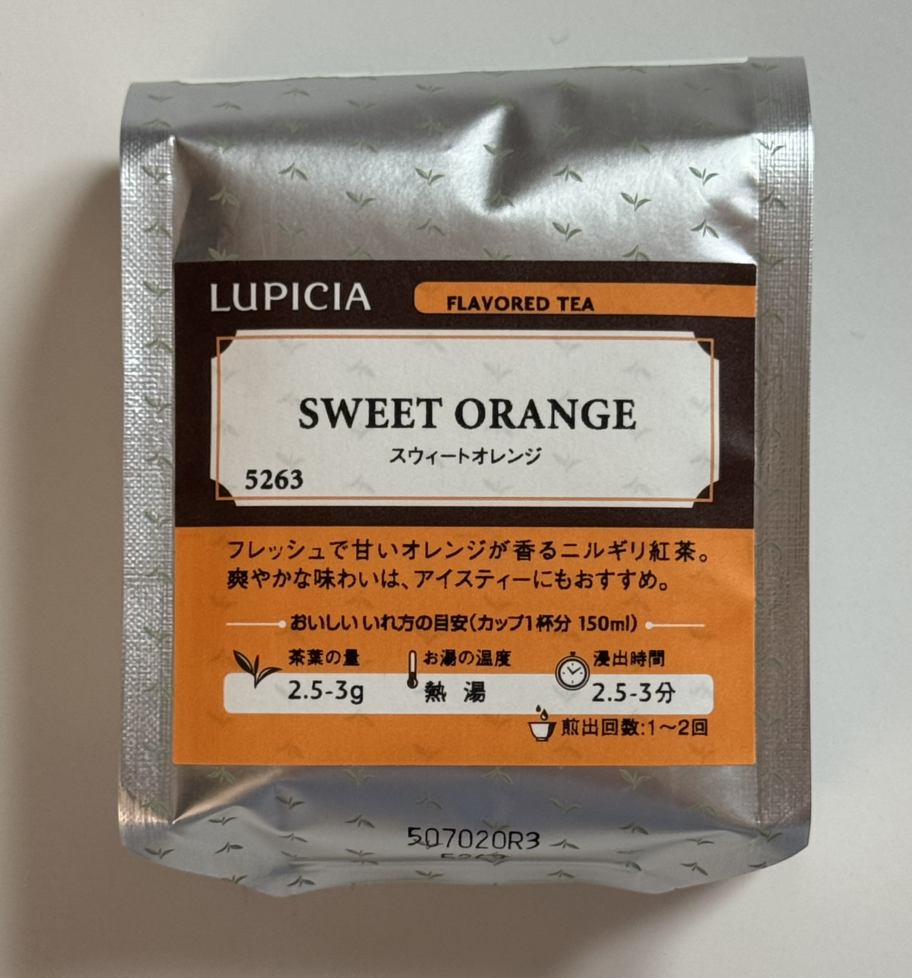 LUPICIA
FLAVORED TEA
SWEET ORANGE
スウィートオレンジ
5263
フレッシュで甘いオレンジが香るニルギリ紅茶。
爽やかな味わいは、アイスティーにもおすすめ。
おいしい いれ方の目安(カップ1杯分 150ml)
茶葉の量 お湯の温度 浸出時間
2.5-3g 熱 湯 2.5-3分
煎出回数:1〜2回
507020R3